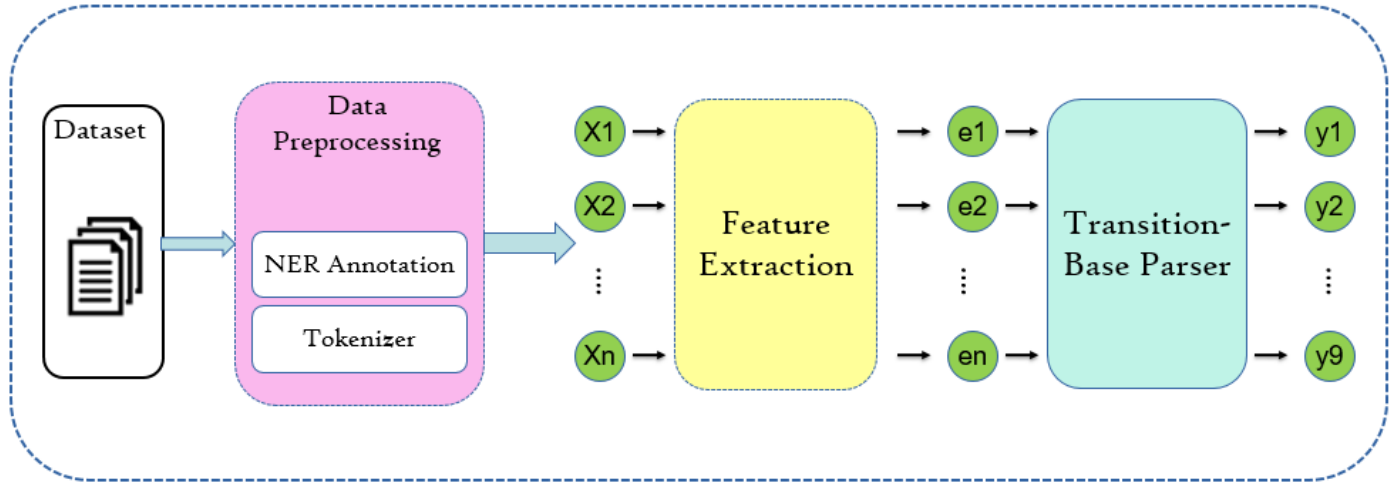 Dataset
Data
Preprocessing
NER Annotation
Tokenizer
X1
X2
Xn
Feature
Extraction
e1
e2
en
Transition-
Base Parser
y1
y2
y9